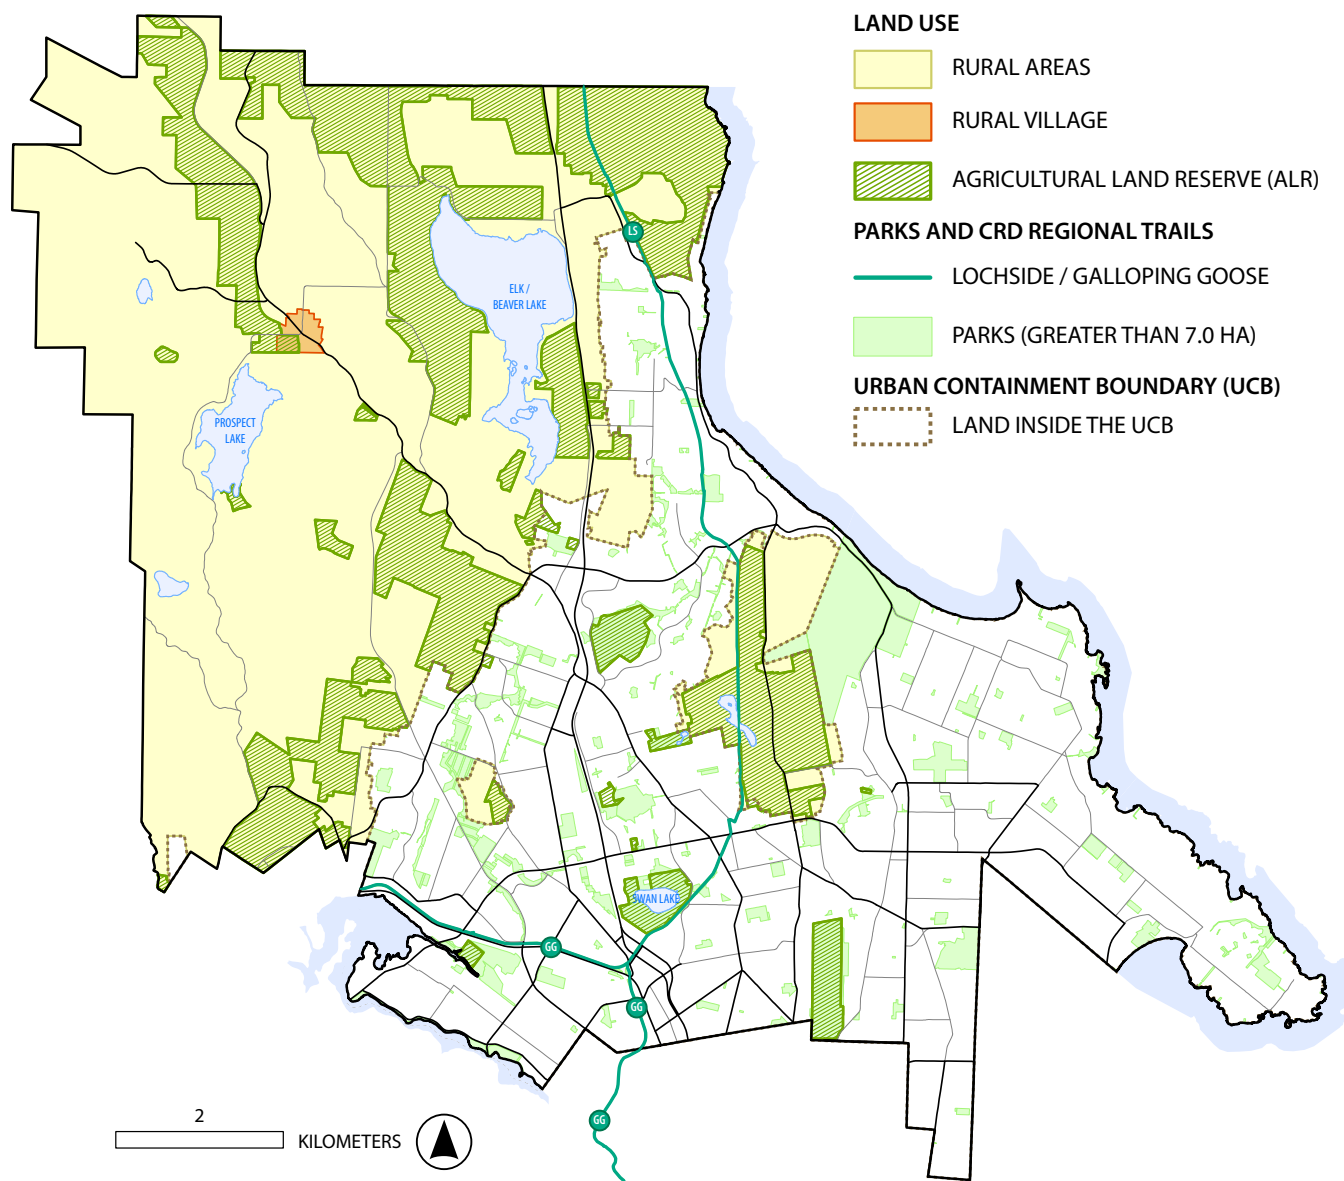 LAND USE
RURAL AREAS
RURAL VILLAGE
AGRICULTURAL LAND RESERVE (ALR)
PARKS AND CRD REGIONAL TRAILS
LOCHSIDE / GALLOPING GOOSE
PARKS (GREATER THAN 7.0 HA)
URBAN CONTAINMENT BOUNDARY (UCB)
LAND INSIDE THE UCB
LS
ELK /
BEAVER LAKE
PROSPECT
LAKE
SWAN LAKE
GG
GG
GG
2
KILOMETERS